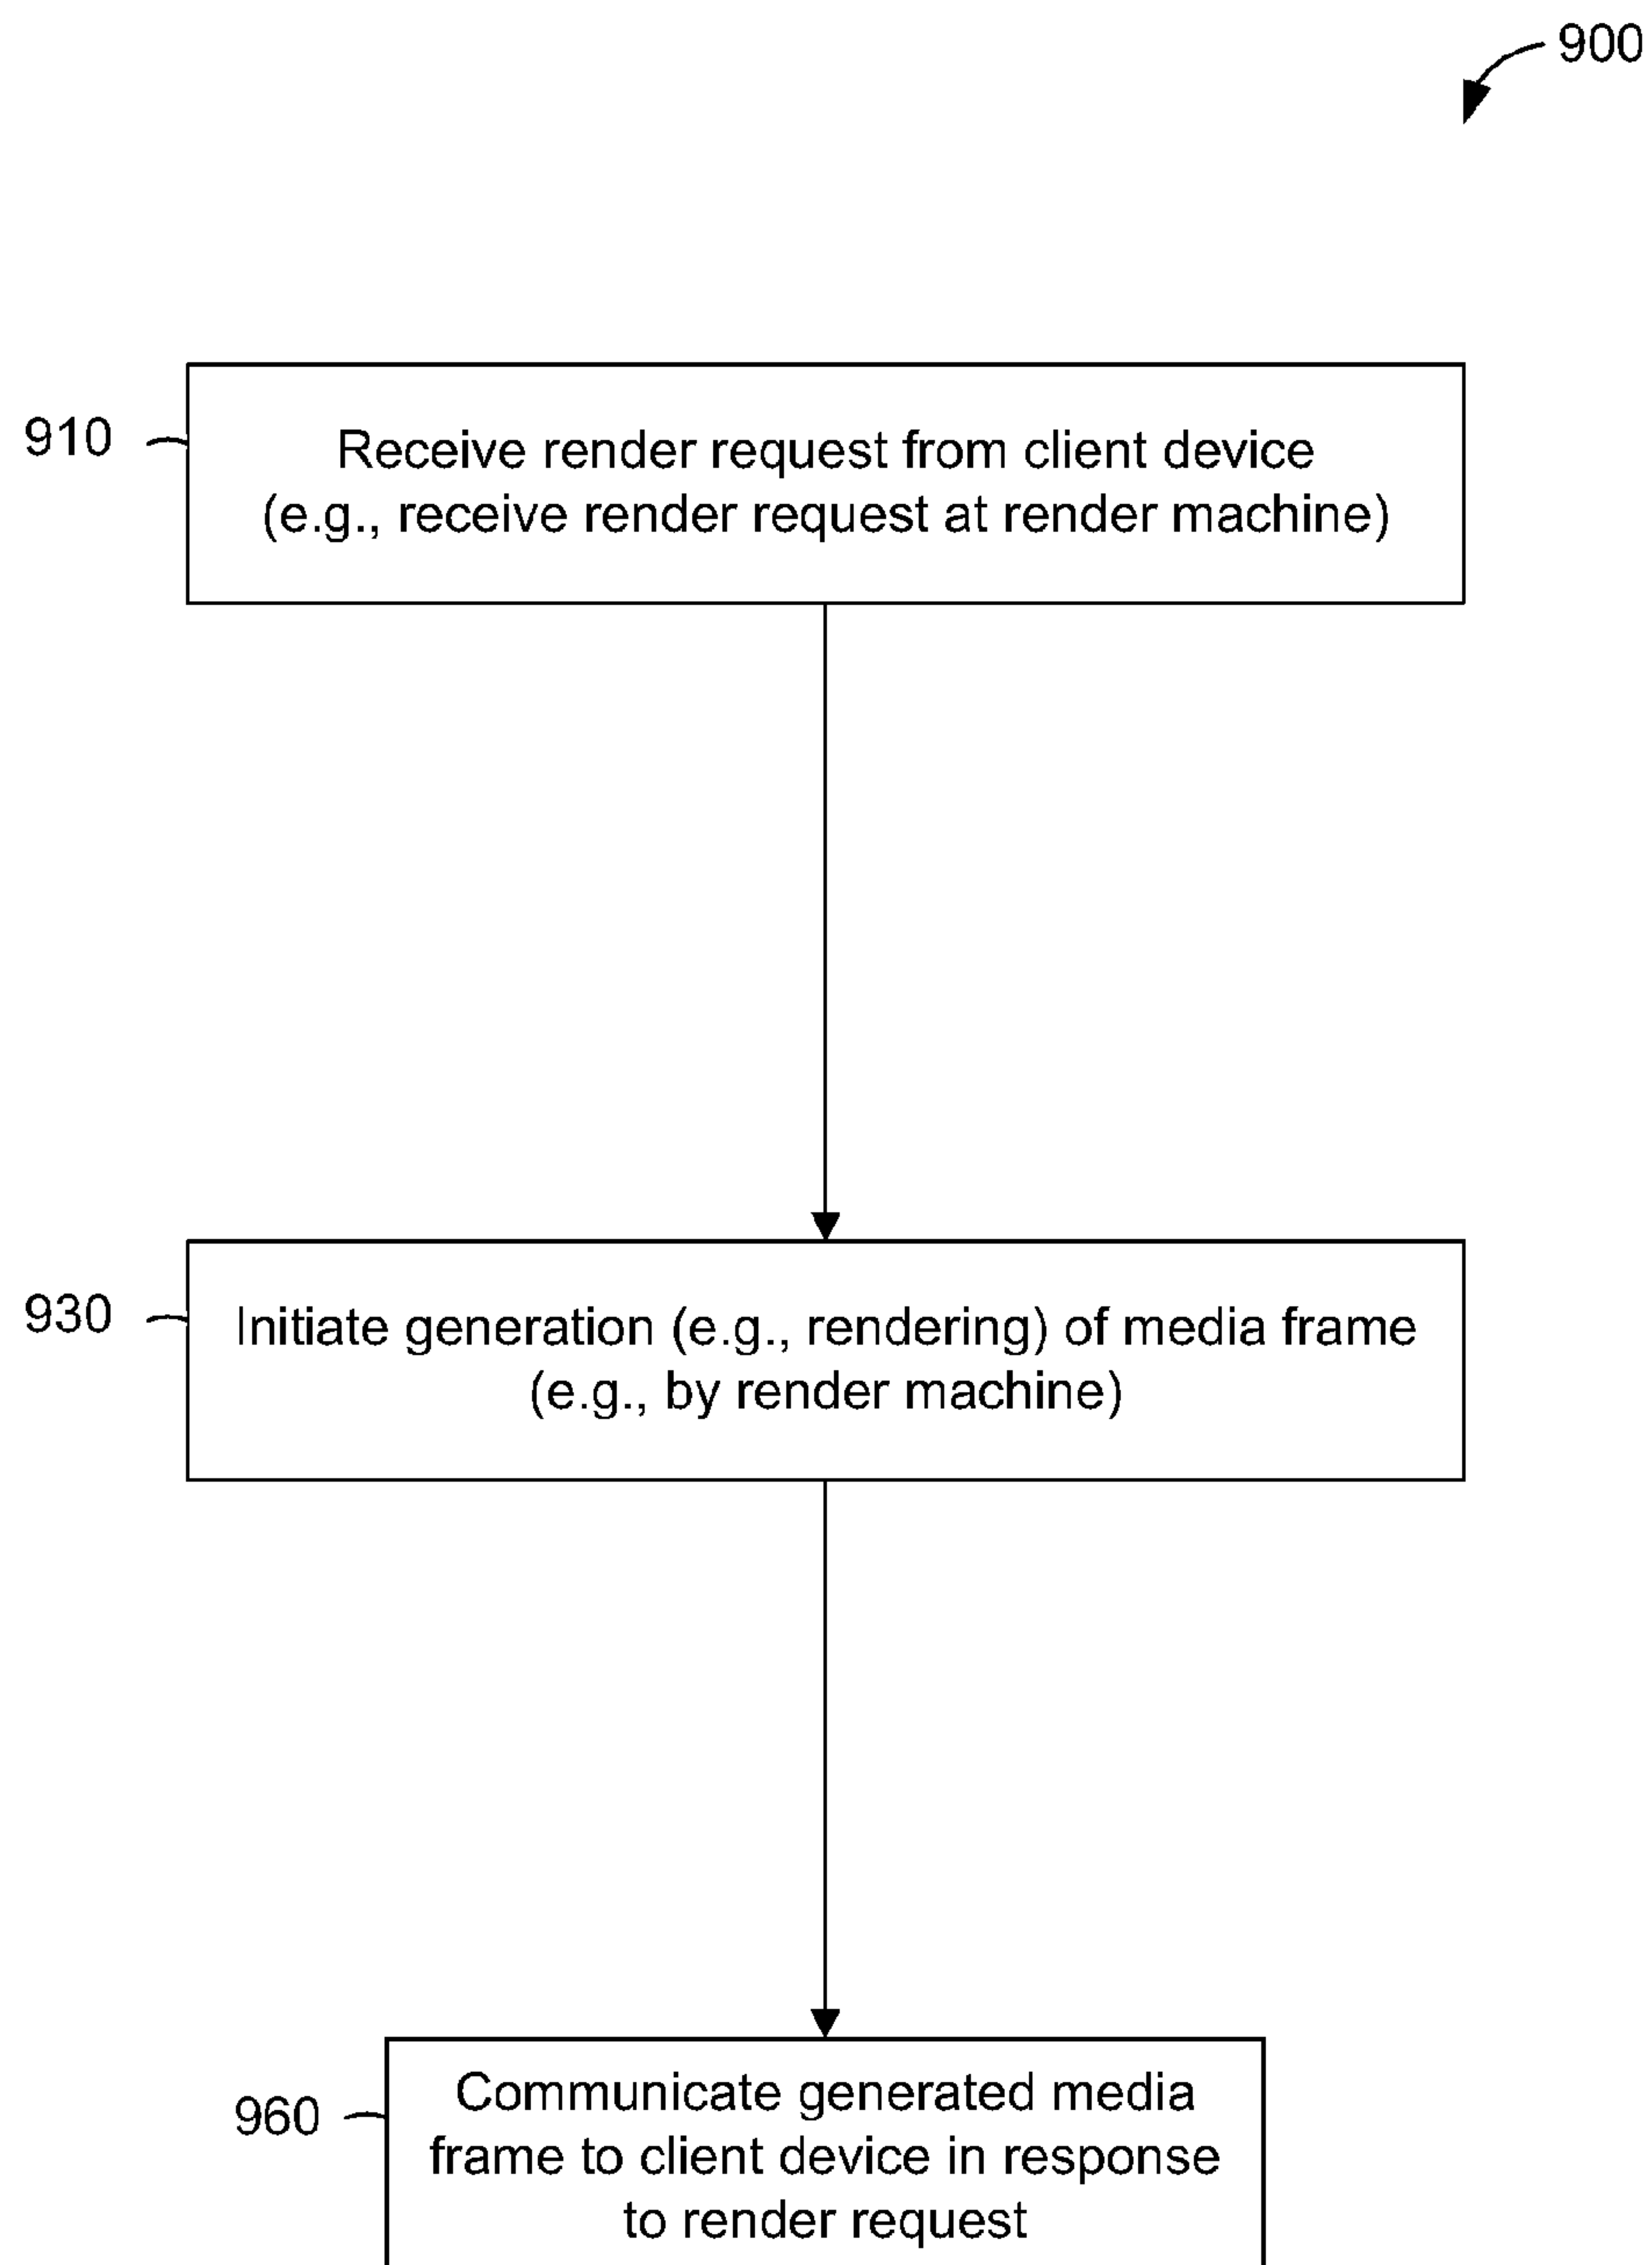 900
910
Receive render request from client device
(e.g., receive render request at render machine)
930
Initiate generation (e.g., rendering) of media frame
(e.g., by render machine)
960
Communicate generated media
frame to client device in response
to render request